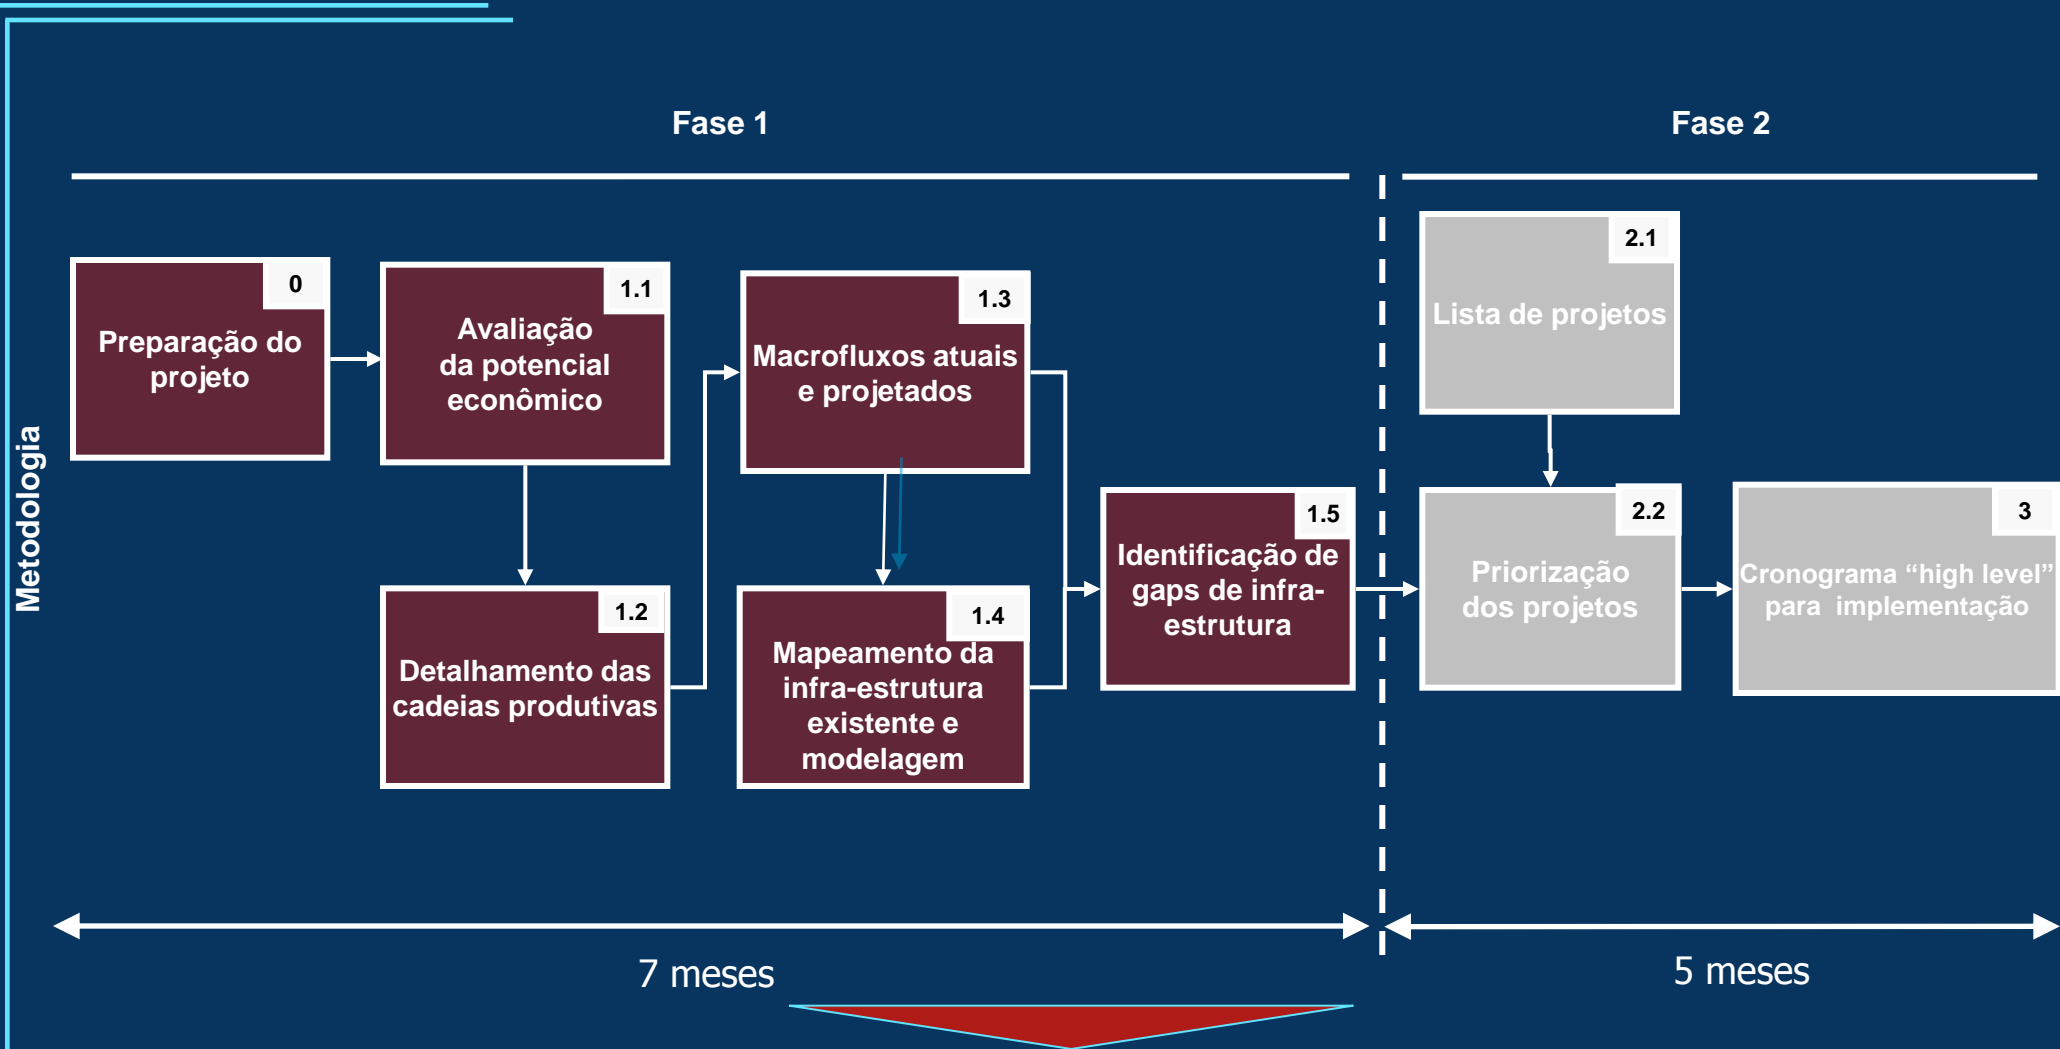 Fase 1
Fase 2
Metodologia
0
Preparação do
projeto
1.1
Avaliação
da potencial
econômico
1.2
Detalhamento das
cadeias produtivas
1.3
Macrofluxos atuais
e projetados
1.4
Mapeamento da
infra-estrutura
existente e
modelagem
1.5
Identificação de
gaps de infra-
estrutura
2.1
Lista de projetos
2.2
Priorização
dos projetos
3
Cronograma “high level”
para implementação
7 meses
5 meses